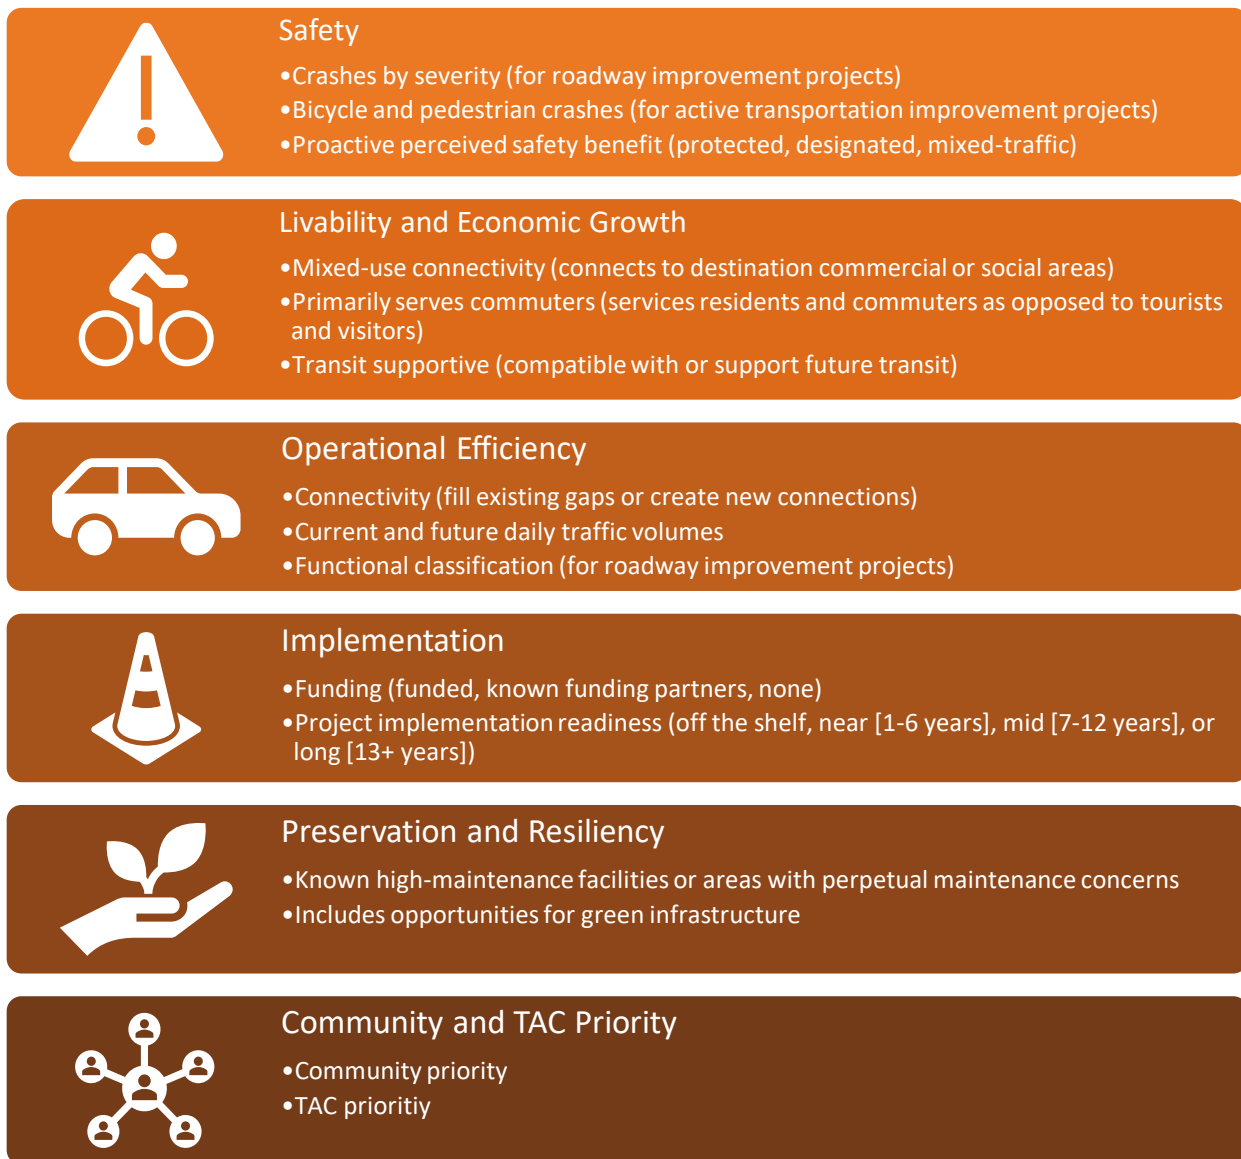 Safety
•Crashes by severity (for roadway improvement projects)
•Bicycle and pedestrian crashes (for active transportation improvement projects)
•Proactive perceived safety benefit (protected, designated, mixed-traffic)
Livability and Economic Growth
•Mixed-use connectivity (connects to destination commercial or social areas)
•Primarily serves commuters (services residents and commuters as opposed to tourists
and visitors)
•Transit supportive (compatible with or support future transit)
Operational Efficiency
•Connectivity (fill existing gaps or create new connections)
•Current and future daily traffic volumes
•Functional classification (for roadway improvement projects)
Implementation
•Funding (funded, known funding partners, none)
•Project implementation readiness (off the shelf, near [1-6 years], mid [7-12 years], or
long [13+ years])
Preservation and Resiliency
•Known high-maintenance facilities or areas with perpetual maintenance concerns
•Includes opportunities for green infrastructure
Community and TAC Priority
•Community priority
•TAC prioritiy